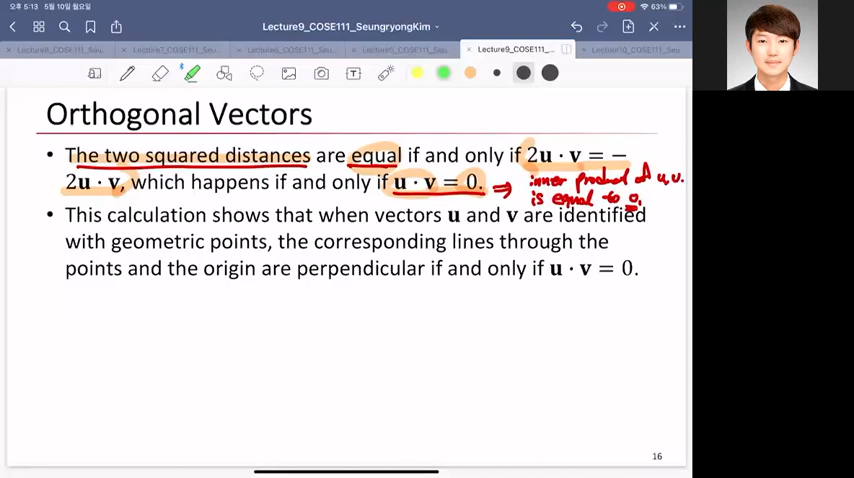 오후 5:13 5월 10일 월요일
63%
Lecture9_COSE111_SeungryongKim
Lecture8_COSE111_Seu...
Lecture7_COSE111_Seu...
Lecture9_COSE111_...
Lecture10_COSE111_Seu...
Orthogonal Vectors
• The two squared distances are equal if and only if 2u · v = −
2u · v, which happens if and only if u · v = 0. ⇒ inner product of u, v.
is equal to 0.
• This calculation shows that when vectors u and v are identified
with geometric points, the corresponding lines through the
points and the origin are perpendicular if and only if u · v = 0.
16